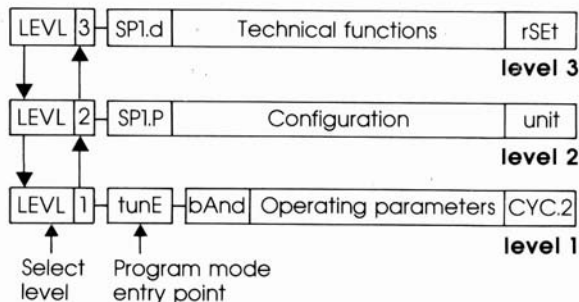 LEVL 3 SP1.d Technical functions rSEt
level 3
LEVL 2 SP1.P Configuration unit
level 2
LEVL 1 tunE bAnd Operating parameters CYC.2
level 1
Select level
Program mode entry point